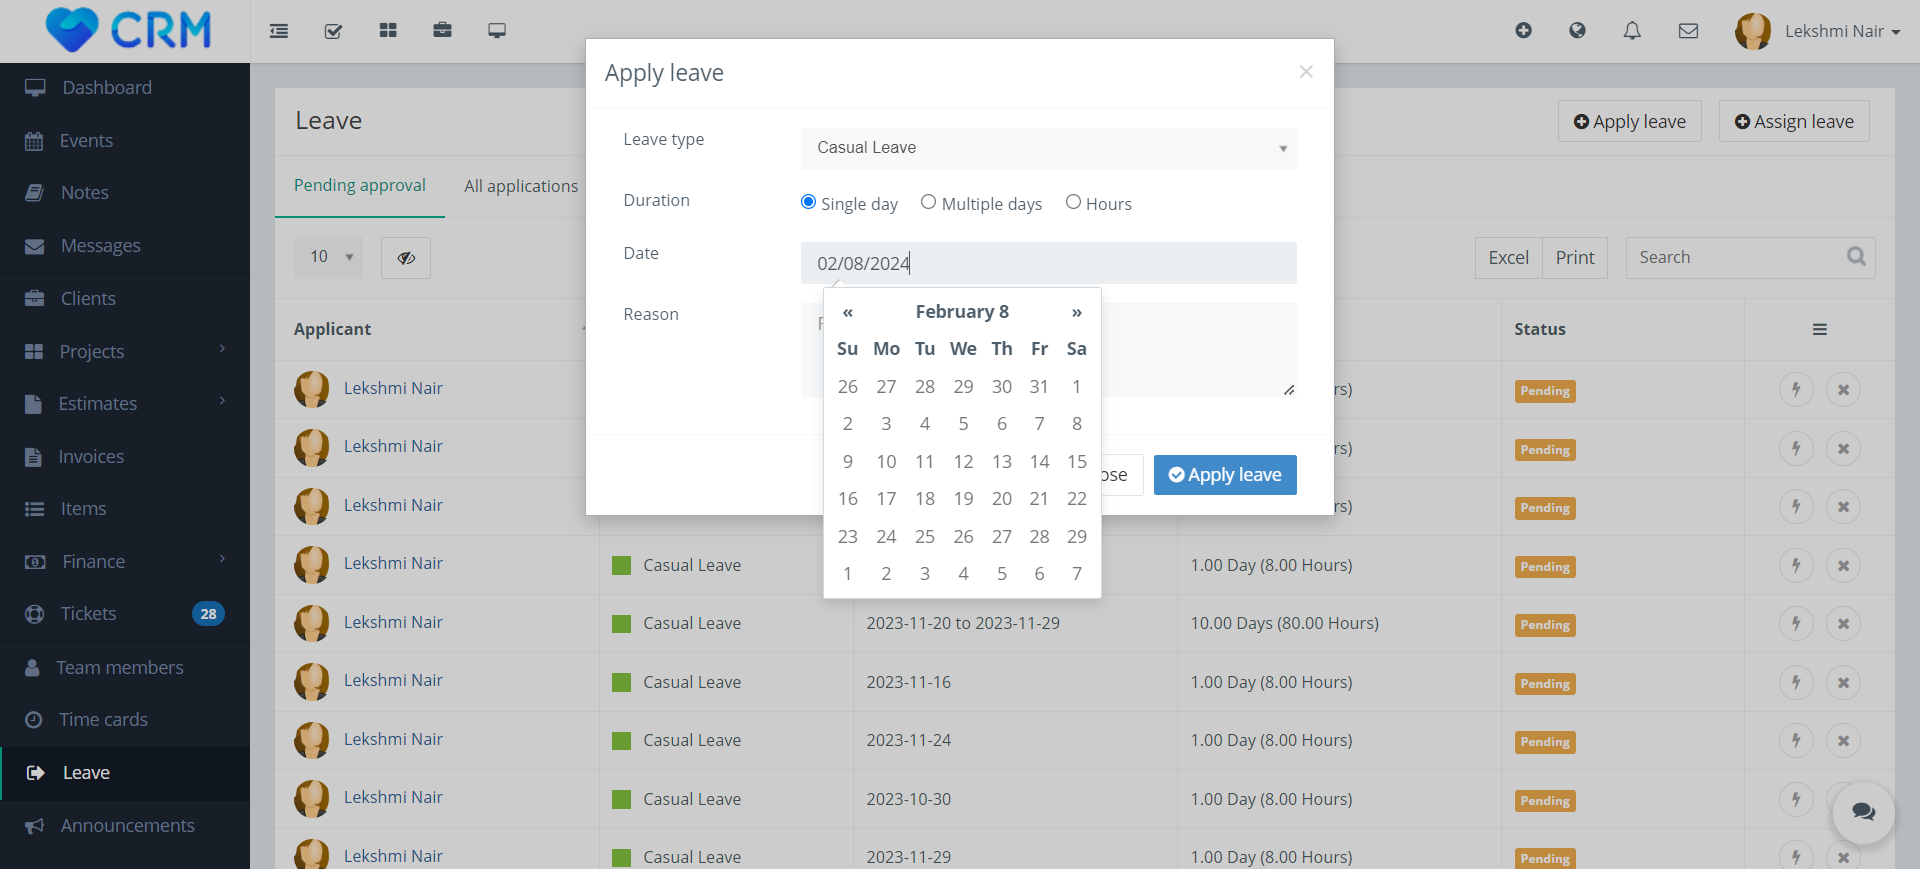 CRM
Lekshmi Nair
Dashboard
Events
Notes
Messages
Clients
Projects
Estimates
Invoices
Items
Finance
Tickets 28
Team members
Time cards
Leave
Announcements
Leave
Apply leave
Assign leave
Pending approval All applications
10
Excel Print Search
Applicant Status
Lekshmi Nair Pending
Lekshmi Nair Pending
Lekshmi Nair Pending
Lekshmi Nair Casual Leave 1.00 Day (8.00 Hours) Pending
Lekshmi Nair Casual Leave 2023-11-20 to 2023-11-29 10.00 Days (80.00 Hours) Pending
Lekshmi Nair Casual Leave 2023-11-16 1.00 Day (8.00 Hours) Pending
Lekshmi Nair Casual Leave 2023-11-24 1.00 Day (8.00 Hours) Pending
Lekshmi Nair Casual Leave 2023-10-30 1.00 Day (8.00 Hours) Pending
Lekshmi Nair Casual Leave 2023-11-29 1.00 Day (8.00 Hours) Pending
Apply leave ×
Leave type Casual Leave
Duration Single day Multiple days Hours
Date 02/08/2024
Reason
« February 8 »
Su Mo Tu We Th Fr Sa
26 27 28 29 30 31 1
2 3 4 5 6 7 8
9 10 11 12 13 14 15
16 17 18 19 20 21 22
23 24 25 26 27 28 29
1 2 3 4 5 6 7
Apply leave